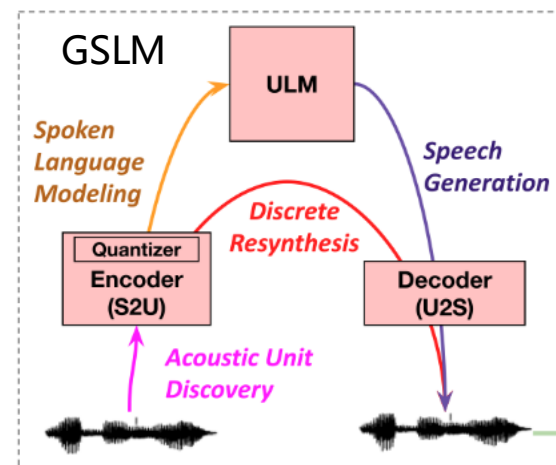 GSLM
ULM
Spoken
Language
Modeling
Speech
Generation
Discrete
Resynthesis
Quantizer
Encoder
(S2U)
Decoder
(U2S)
Acoustic Unit
Discovery